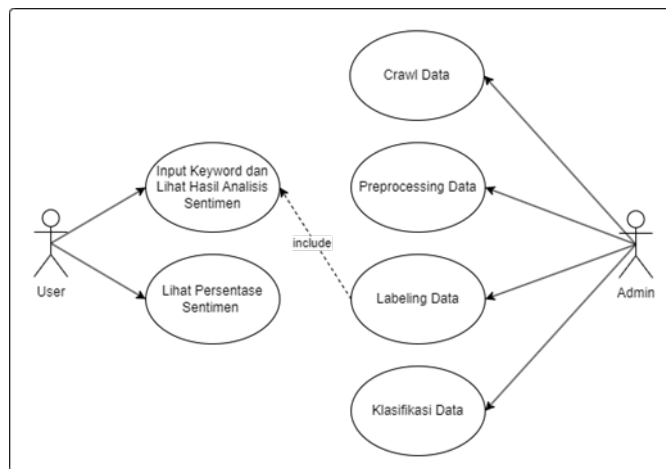 Crawl Data
Input Keyword dan
Lihat Hasil Analisis
Sentimen
Preprocessing Data
include
User
Lihat Persentase
Sentimen
Labeling Data
Admin
Klasifikasi Data